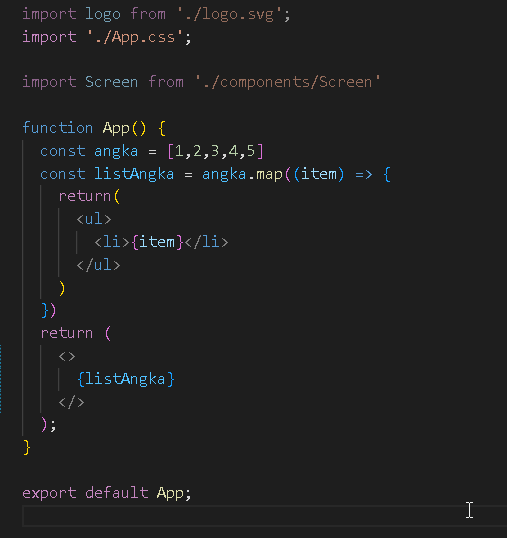 import logo from './logo.svg';
import './App.css';
import Screen from './components/Screen'
function App() {
const angka = [1,2,3,4,5]
const listAngka = angka.map((item) => {
return(
<ul>
<li>{item}</li>
</ul>
)
})
return (
<>
{listAngka}
</>
);
}
export default App;